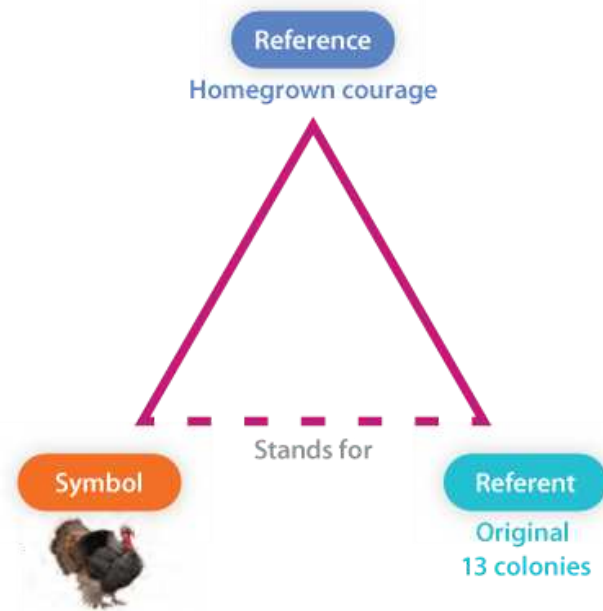 Reference
Homegrown courage
Stands for
Symbol
Referent
Original
13 colonies